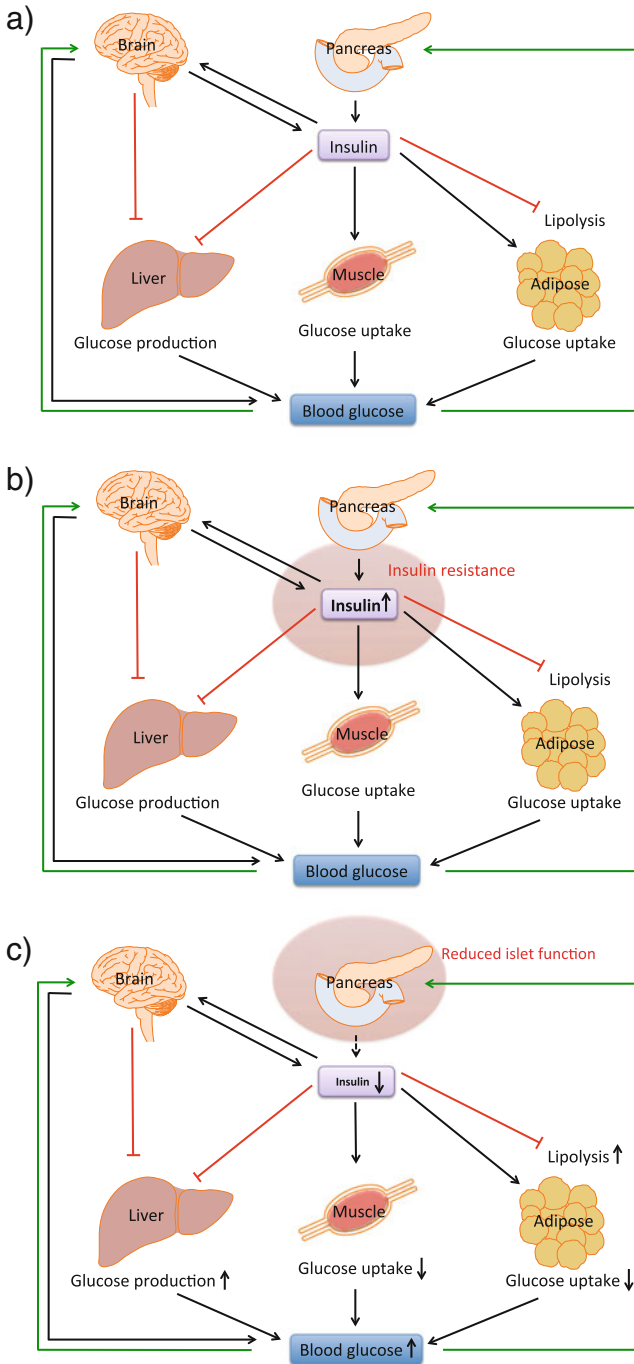 a)
Brain
Pancreas
Insulin
Lipolysis
Liver
Muscle
Adipose
Glucose production
Glucose uptake
Glucose uptake
Blood glucose
b)
Brain
Pancreas
Insulin resistance
Insulin↑
Lipolysis
Liver
Muscle
Adipose
Glucose production
Glucose uptake
Glucose uptake
Blood glucose
c)
Reduced islet function
Brain
Pancreas
Insulin ↓
Lipolysis ↑
Liver
Muscle
Adipose
Glucose production ↑
Glucose uptake ↓
Glucose uptake ↓
Blood glucose ↑